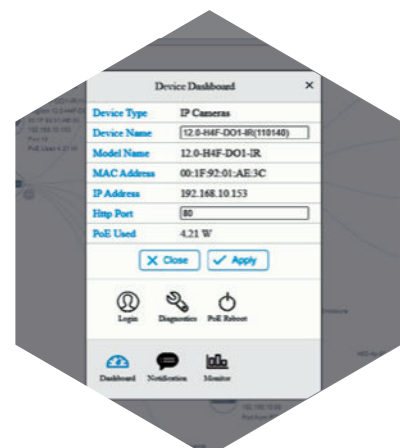 Device Dashboard ×
Device Type IP Cameras
Device Name 12.0-H4F-DO1-IR(110140)
Model Name 12.0-H4F-DO1-IR
MAC Address 00:1F:92:01:AE:3C
IP Address 192.168.10.153
Http Port 80
PoE Used 4.21 W
Close Apply
Login Diagnostics PoE Reboot
Dashboard Notification Monitor